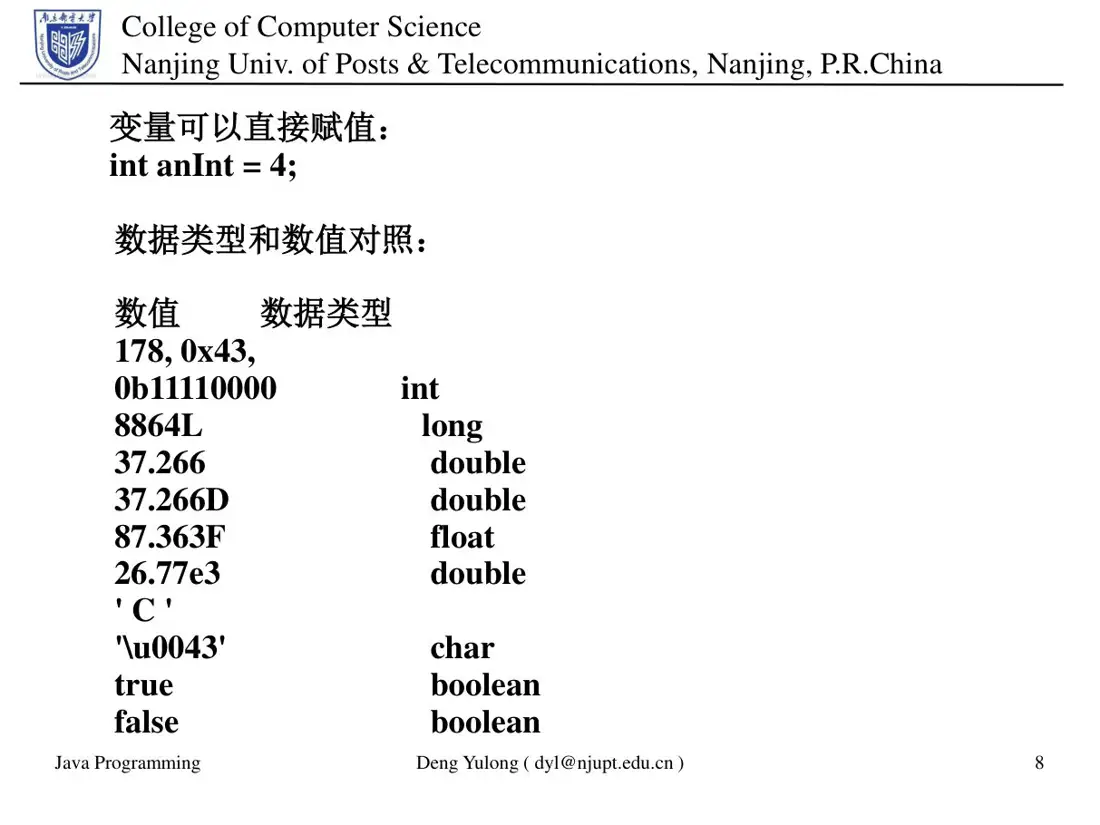 College of Computer Science
Nanjing Univ. of Posts & Telecommunications, Nanjing, P.R.China
变量可以直接赋值：
int anInt = 4;
数据类型和数值对照：
数值 数据类型
178, 0x43,
0b11110000 int
8864L long
37.266 double
37.266D double
87.363F float
26.77e3 double
' C '
'\u0043' char
true boolean
false boolean
Java Programming Deng Yulong ( dyl@njupt.edu.cn ) 8